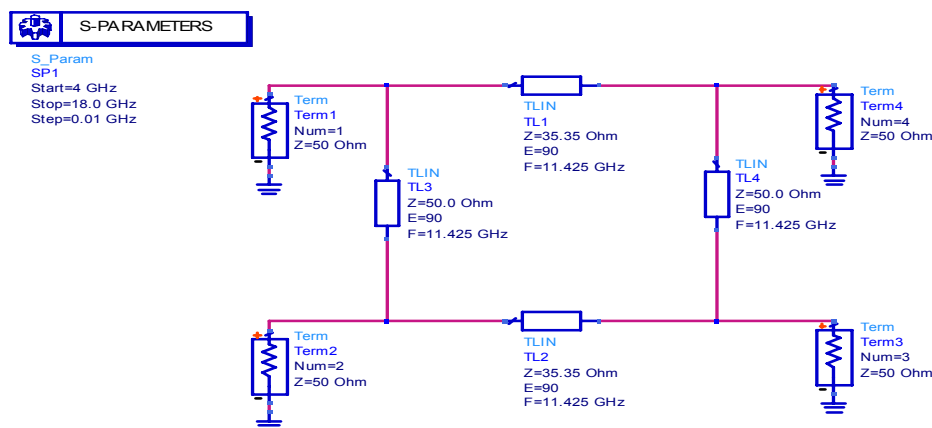 S-PARAMETERS
S_Param
SP1
Start=4 GHz
Stop=18.0 GHz
Step=0.01 GHz
Term
Term1
Num=1
Z=50 Ohm
TLIN
TL1
Z=35.35 Ohm
E=90
F=11.425 GHz
Term
Term4
Num=4
Z=50 Ohm
TLIN
TL3
Z=50.0 Ohm
E=90
F=11.425 GHz
TLIN
TL4
Z=50.0 Ohm
E=90
F=11.425 GHz
Term
Term2
Num=2
Z=50 Ohm
TLIN
TL2
Z=35.35 Ohm
E=90
F=11.425 GHz
Term
Term3
Num=3
Z=50 Ohm